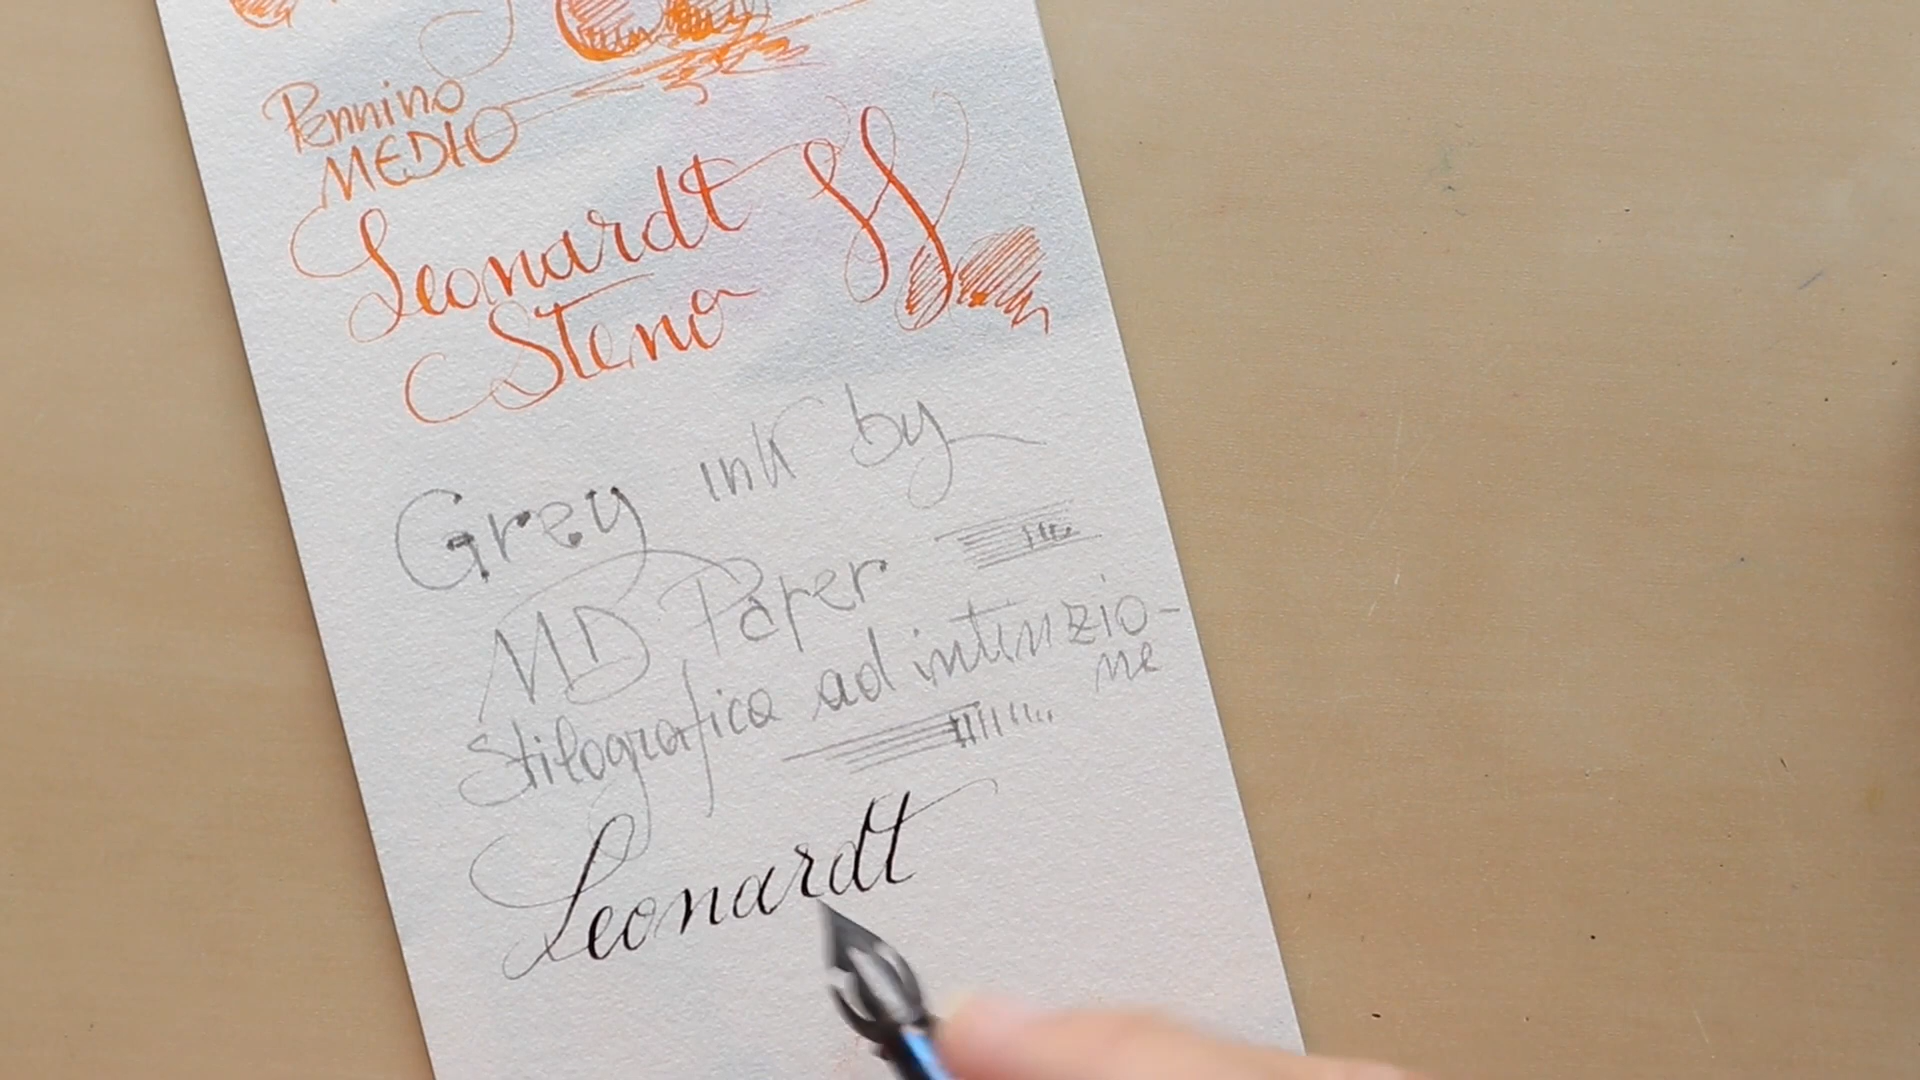 Pennino
MEDIO
Leonardt
Steno
Grey ink by
MD Paper
Stilografica ad intenzio-
ne
Leonardt